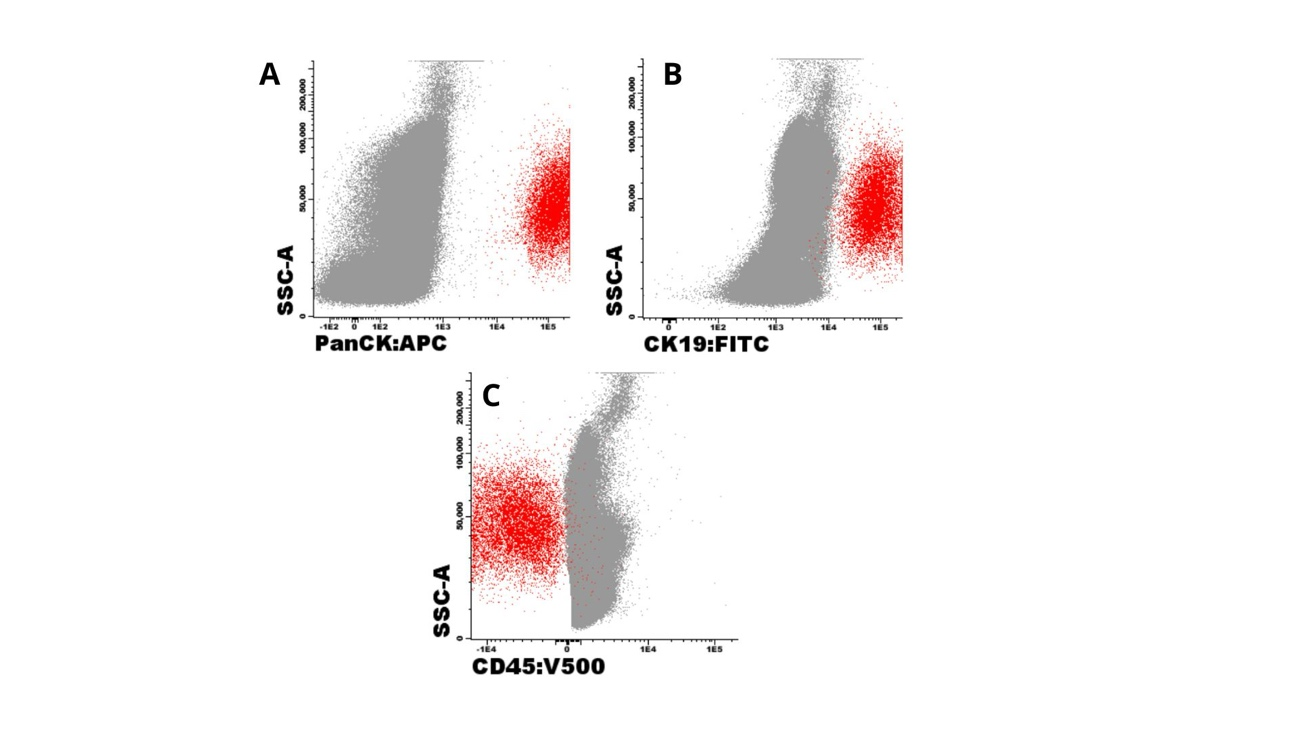 A
SSC-A
200,000
100,000
50,000
0
-1E2 0 1E2 1E3 1E4 1E5
PanCK:APC
B
SSC-A
200,000
100,000
50,000
0
0 1E2 1E3 1E4 1E5
CK19:FITC
C
SSC-A
200,000
100,000
50,000
0
-1E4 0 1E4 1E5
CD45:V500